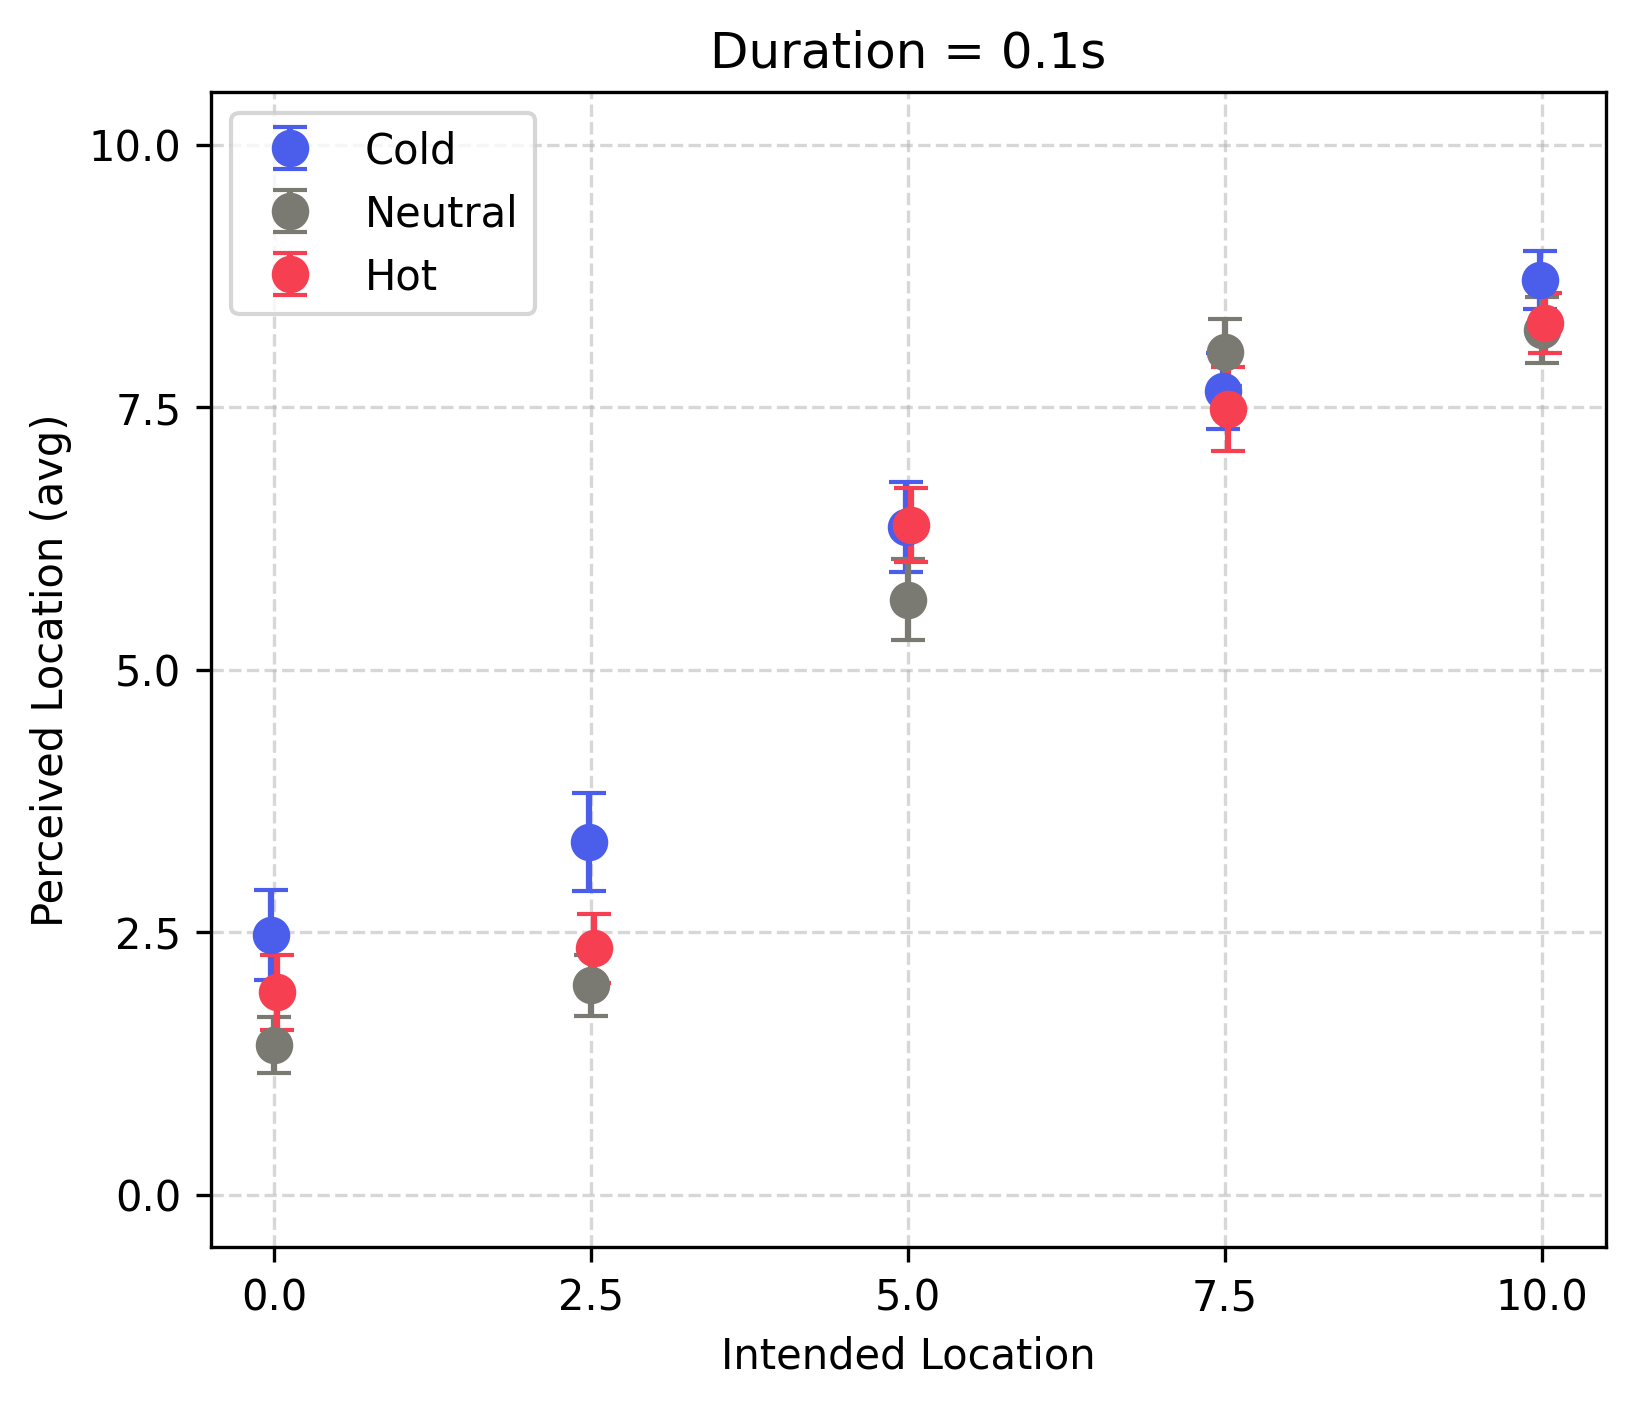 Duration = 0.1s
Cold
Neutral
Hot
10.0
7.5
5.0
2.5
0.0
Perceived Location (avg)
0.0 2.5 5.0 7.5 10.0
Intended Location